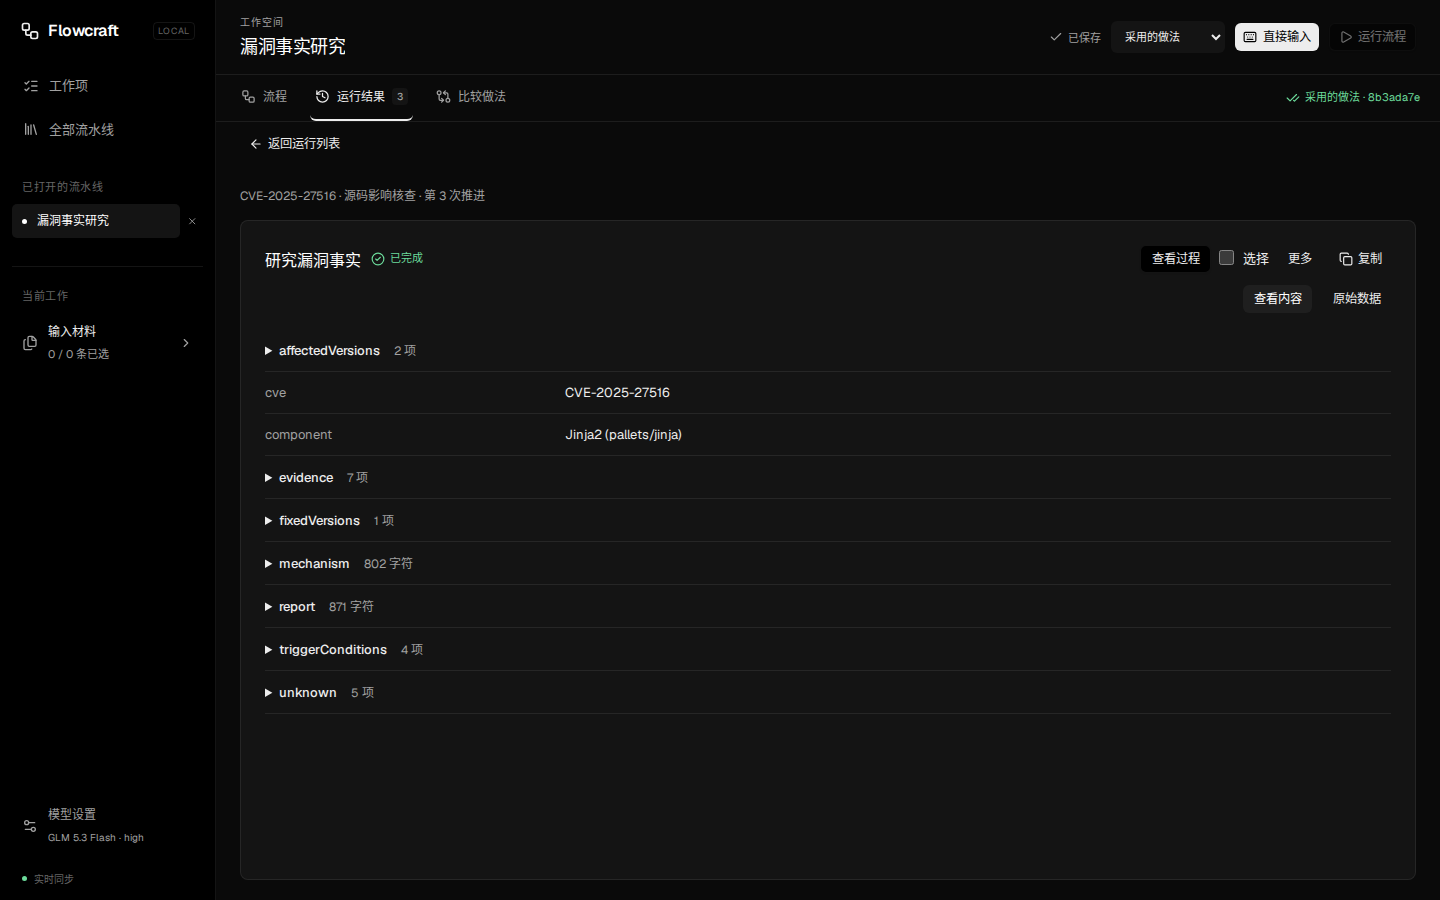 Flowcraft
LOCAL
工作项
全部流水线
已打开的流水线
漏洞事实研究
当前工作
输入材料
0 / 0 条已选
模型设置
GLM 5.3 Flash · high
实时同步
工作空间
漏洞事实研究
已保存
采用的做法
直接输入
运行流程
流程
运行结果 3
比较做法
采用的做法 · 8b3ada7e
返回运行列表
CVE-2025-27516 · 源码影响核查 · 第 3 次推进
研究漏洞事实
已完成
查看过程
选择
更多
复制
查看内容
原始数据
affectedVersions 2 项
cve CVE-2025-27516
component Jinja2 (pallets/jinja)
evidence 7 项
fixedVersions 1 项
mechanism 802 字符
report 871 字符
triggerConditions 4 项
unknown 5 项